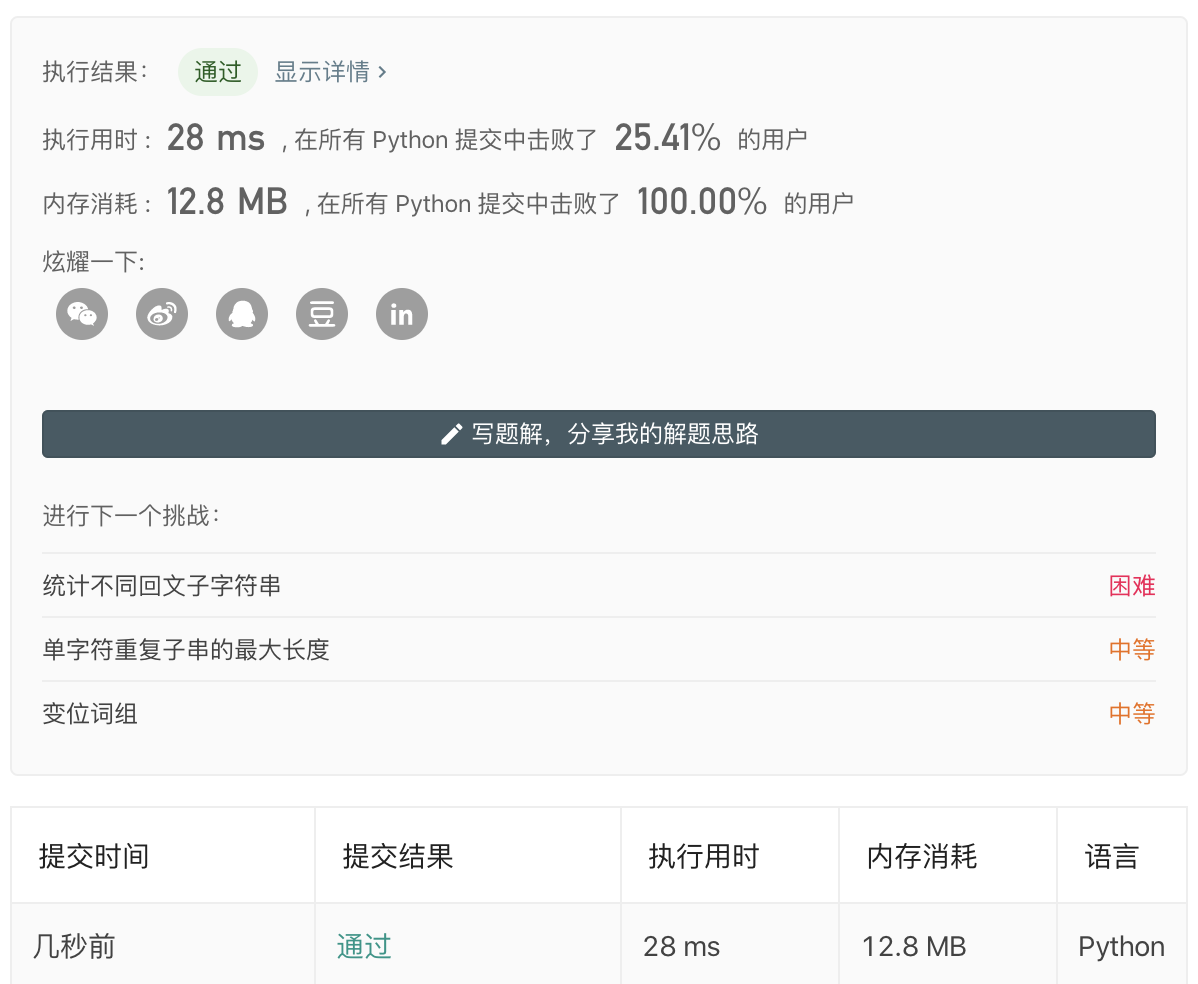 执行结果： 通过 显示详情 ›
执行用时 : 28 ms , 在所有 Python 提交中击败了 25.41% 的用户
内存消耗 : 12.8 MB , 在所有 Python 提交中击败了 100.00% 的用户
炫耀一下:
豆 in
写题解，分享我的解题思路
进行下一个挑战：
统计不同回文子字符串 困难
单字符重复子串的最大长度 中等
变位词组 中等
提交时间 提交结果 执行用时 内存消耗 语言
几秒前 通过 28 ms 12.8 MB Python